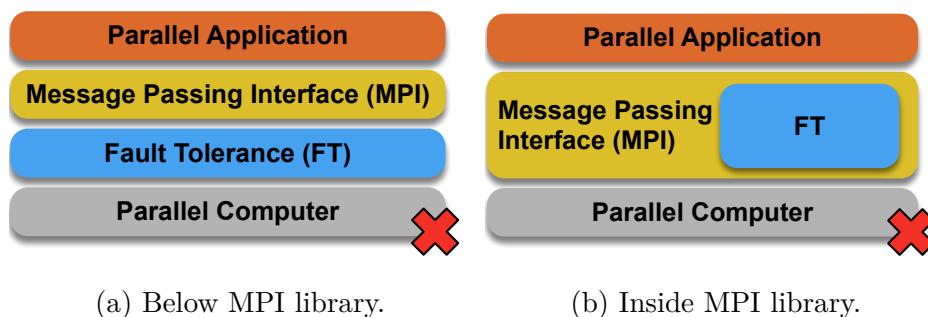 Parallel Application
Message Passing Interface (MPI)
Fault Tolerance (FT)
Parallel Computer
(a) Below MPI library.
Parallel Application
Message Passing
Interface (MPI)
FT
Parallel Computer
(b) Inside MPI library.